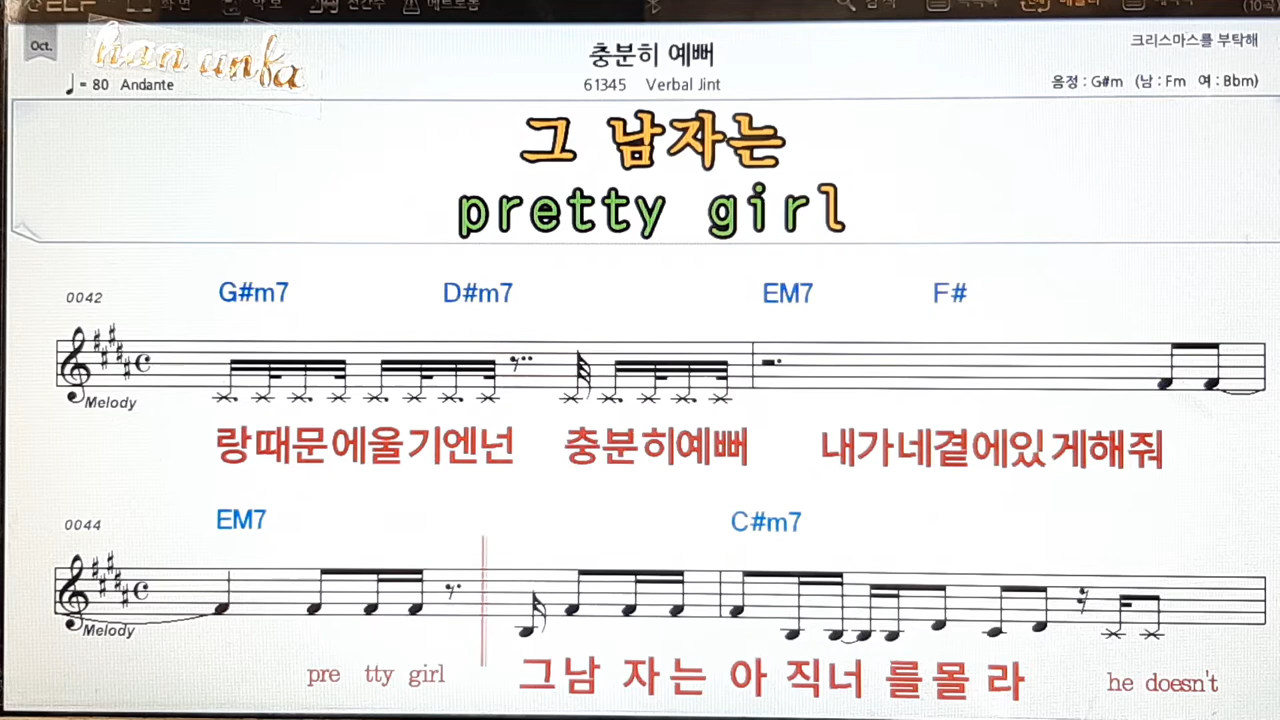 Oct.
han unfa
충분히 예뻐
크리스마스를 부탁해
♩ = 80 Andante
61345 Verbal Jint
음정 : G#m (남 : Fm 여 : Bbm)
그 남자는
pretty girl
0042
G#m7 D#m7 EM7 F#
Melody
랑때문에울기엔넌 충분히예뻐 내가네곁에있게해줘
0044
EM7 C#m7
Melody
pre tty girl 그남 자는 아 직너 를몰 라 he doesn't